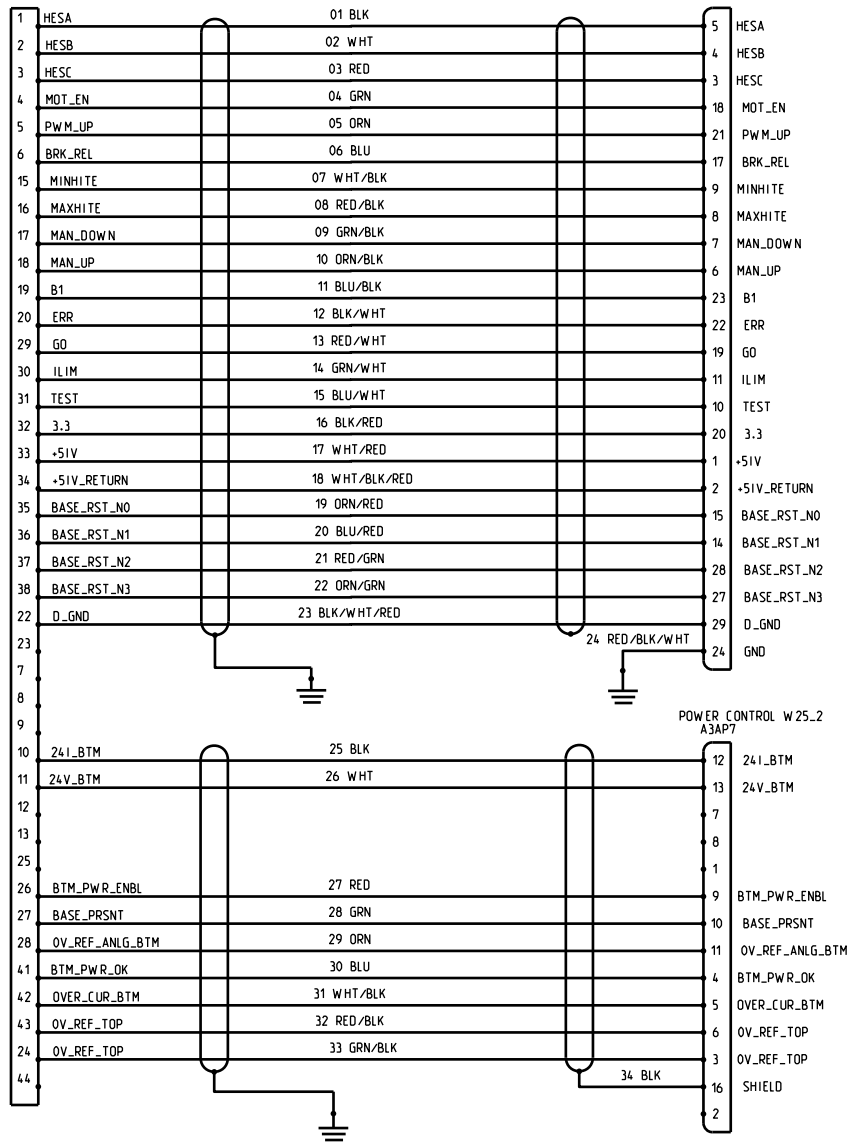 1 HESA 01 BLK 5 HESA
2 HESB 02 WHT 4 HESB
3 HESC 03 RED 3 HESC
4 MOT_EN 04 GRN 18 MOT_EN
5 PWM_UP 05 ORN 21 PWM_UP
6 BRK_REL 06 BLU 17 BRK_REL
15 MINHITE 07 WHT/BLK 9 MINHITE
16 MAXHITE 08 RED/BLK 8 MAXHITE
17 MAN_DOWN 09 GRN/BLK 7 MAN_DOWN
18 MAN_UP 10 ORN/BLK 6 MAN_UP
19 B1 11 BLU/BLK 23 B1
20 ERR 12 BLK/WHT 22 ERR
29 GO 13 RED/WHT 19 GO
30 ILIM 14 GRN/WHT 11 ILIM
31 TEST 15 BLU/WHT 10 TEST
32 3.3 16 BLK/RED 20 3.3
33 +5IV 17 WHT/RED 1 +5IV
34 +5IV_RETURN 18 WHT/BLK/RED 2 +5IV_RETURN
35 BASE_RST_N0 19 ORN/RED 15 BASE_RST_N0
36 BASE_RST_N1 20 BLU/RED 14 BASE_RST_N1
37 BASE_RST_N2 21 RED/GRN 28 BASE_RST_N2
38 BASE_RST_N3 22 ORN/GRN 27 BASE_RST_N3
22 D_GND 23 BLK/WHT/RED 29 D_GND
23 24 RED/BLK/WHT 24 GND
7
8
9
POWER CONTROL W25_2
A3AP7
10 24I_BTM 25 BLK 12 24I_BTM
11 24V_BTM 26 WHT 13 24V_BTM
12 7
13 8
25 1
26 BTM_PWR_ENBL 27 RED 9 BTM_PWR_ENBL
27 BASE_PRSNT 28 GRN 10 BASE_PRSNT
28 0V_REF_ANLG_BTM 29 ORN 11 0V_REF_ANLG_BTM
41 BTM_PWR_OK 30 BLU 4 BTM_PWR_OK
42 OVER_CUR_BTM 31 WHT/BLK 5 OVER_CUR_BTM
43 0V_REF_TOP 32 RED/BLK 6 0V_REF_TOP
24 0V_REF_TOP 33 GRN/BLK 3 0V_REF_TOP
44 34 BLK 16 SHIELD
2